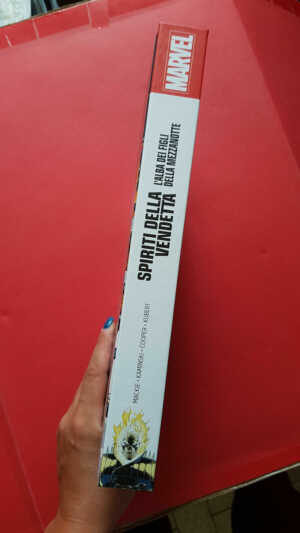 MARVEL
SPIRITI DELLA
VENDETTA
L'ALBA DEI FIGLI
DELLA MEZZANOTTE
MACKIE • KAMINSKI • COOPER • KUBERT